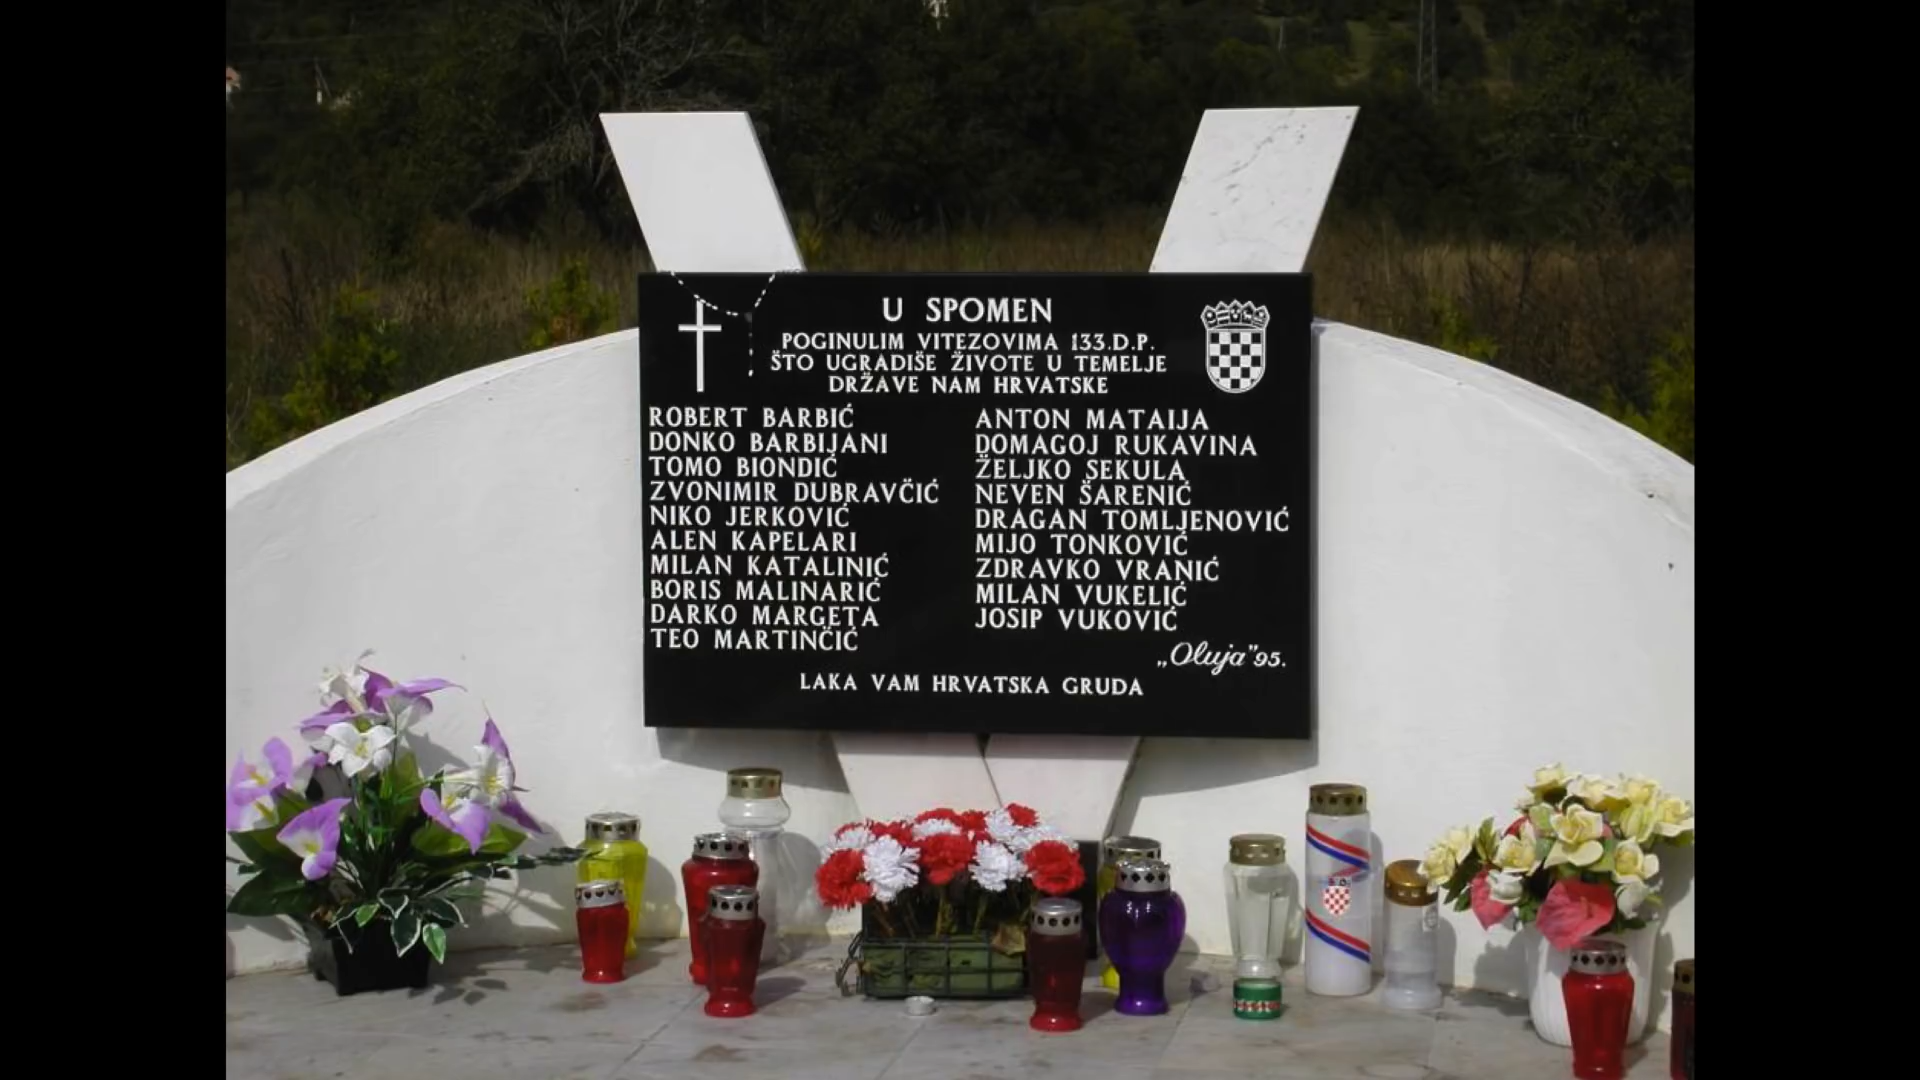 U SPOMEN
POGINULIM VITEZOVIMA 133.D.P.
ŠTO UGRADIŠE ŽIVOTE U TEMELJE
DRŽAVE NAM HRVATSKE
ROBERT BARBIĆ
DONKO BARBIJANI
TOMO BIONDIĆ
ZVONIMIR DUBRAVČIĆ
NIKO JERKOVIĆ
ALEN KAPELARI
MILAN KATALINIĆ
BORIS MALINARIĆ
DARKO MARGETA
TEO MARTINČIĆ
ANTON MATAIJA
DOMAGOJ RUKAVINA
ŽELJKO SEKULA
NEVEN ŠARENIĆ
DRAGAN TOMLJENOVIĆ
MIJO TONKOVIĆ
ZDRAVKO VRANIĆ
MILAN VUKELIĆ
JOSIP VUKOVIĆ
„Oluja"95.
LAKA VAM HRVATSKA GRUDA